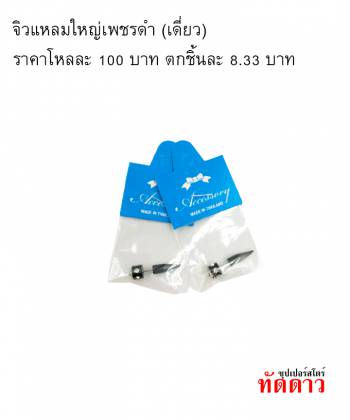 จิวแหลมใหญ่เพชรดำ (เดี่ยว)
ราคาโหลละ 100 บาท ตกชิ้นละ 8.33 บาท
Accessory
MADE IN THAILAND
Accessory
MADE IN THAILAND
ซุปเปอร์สโตร์
ทัดดาว